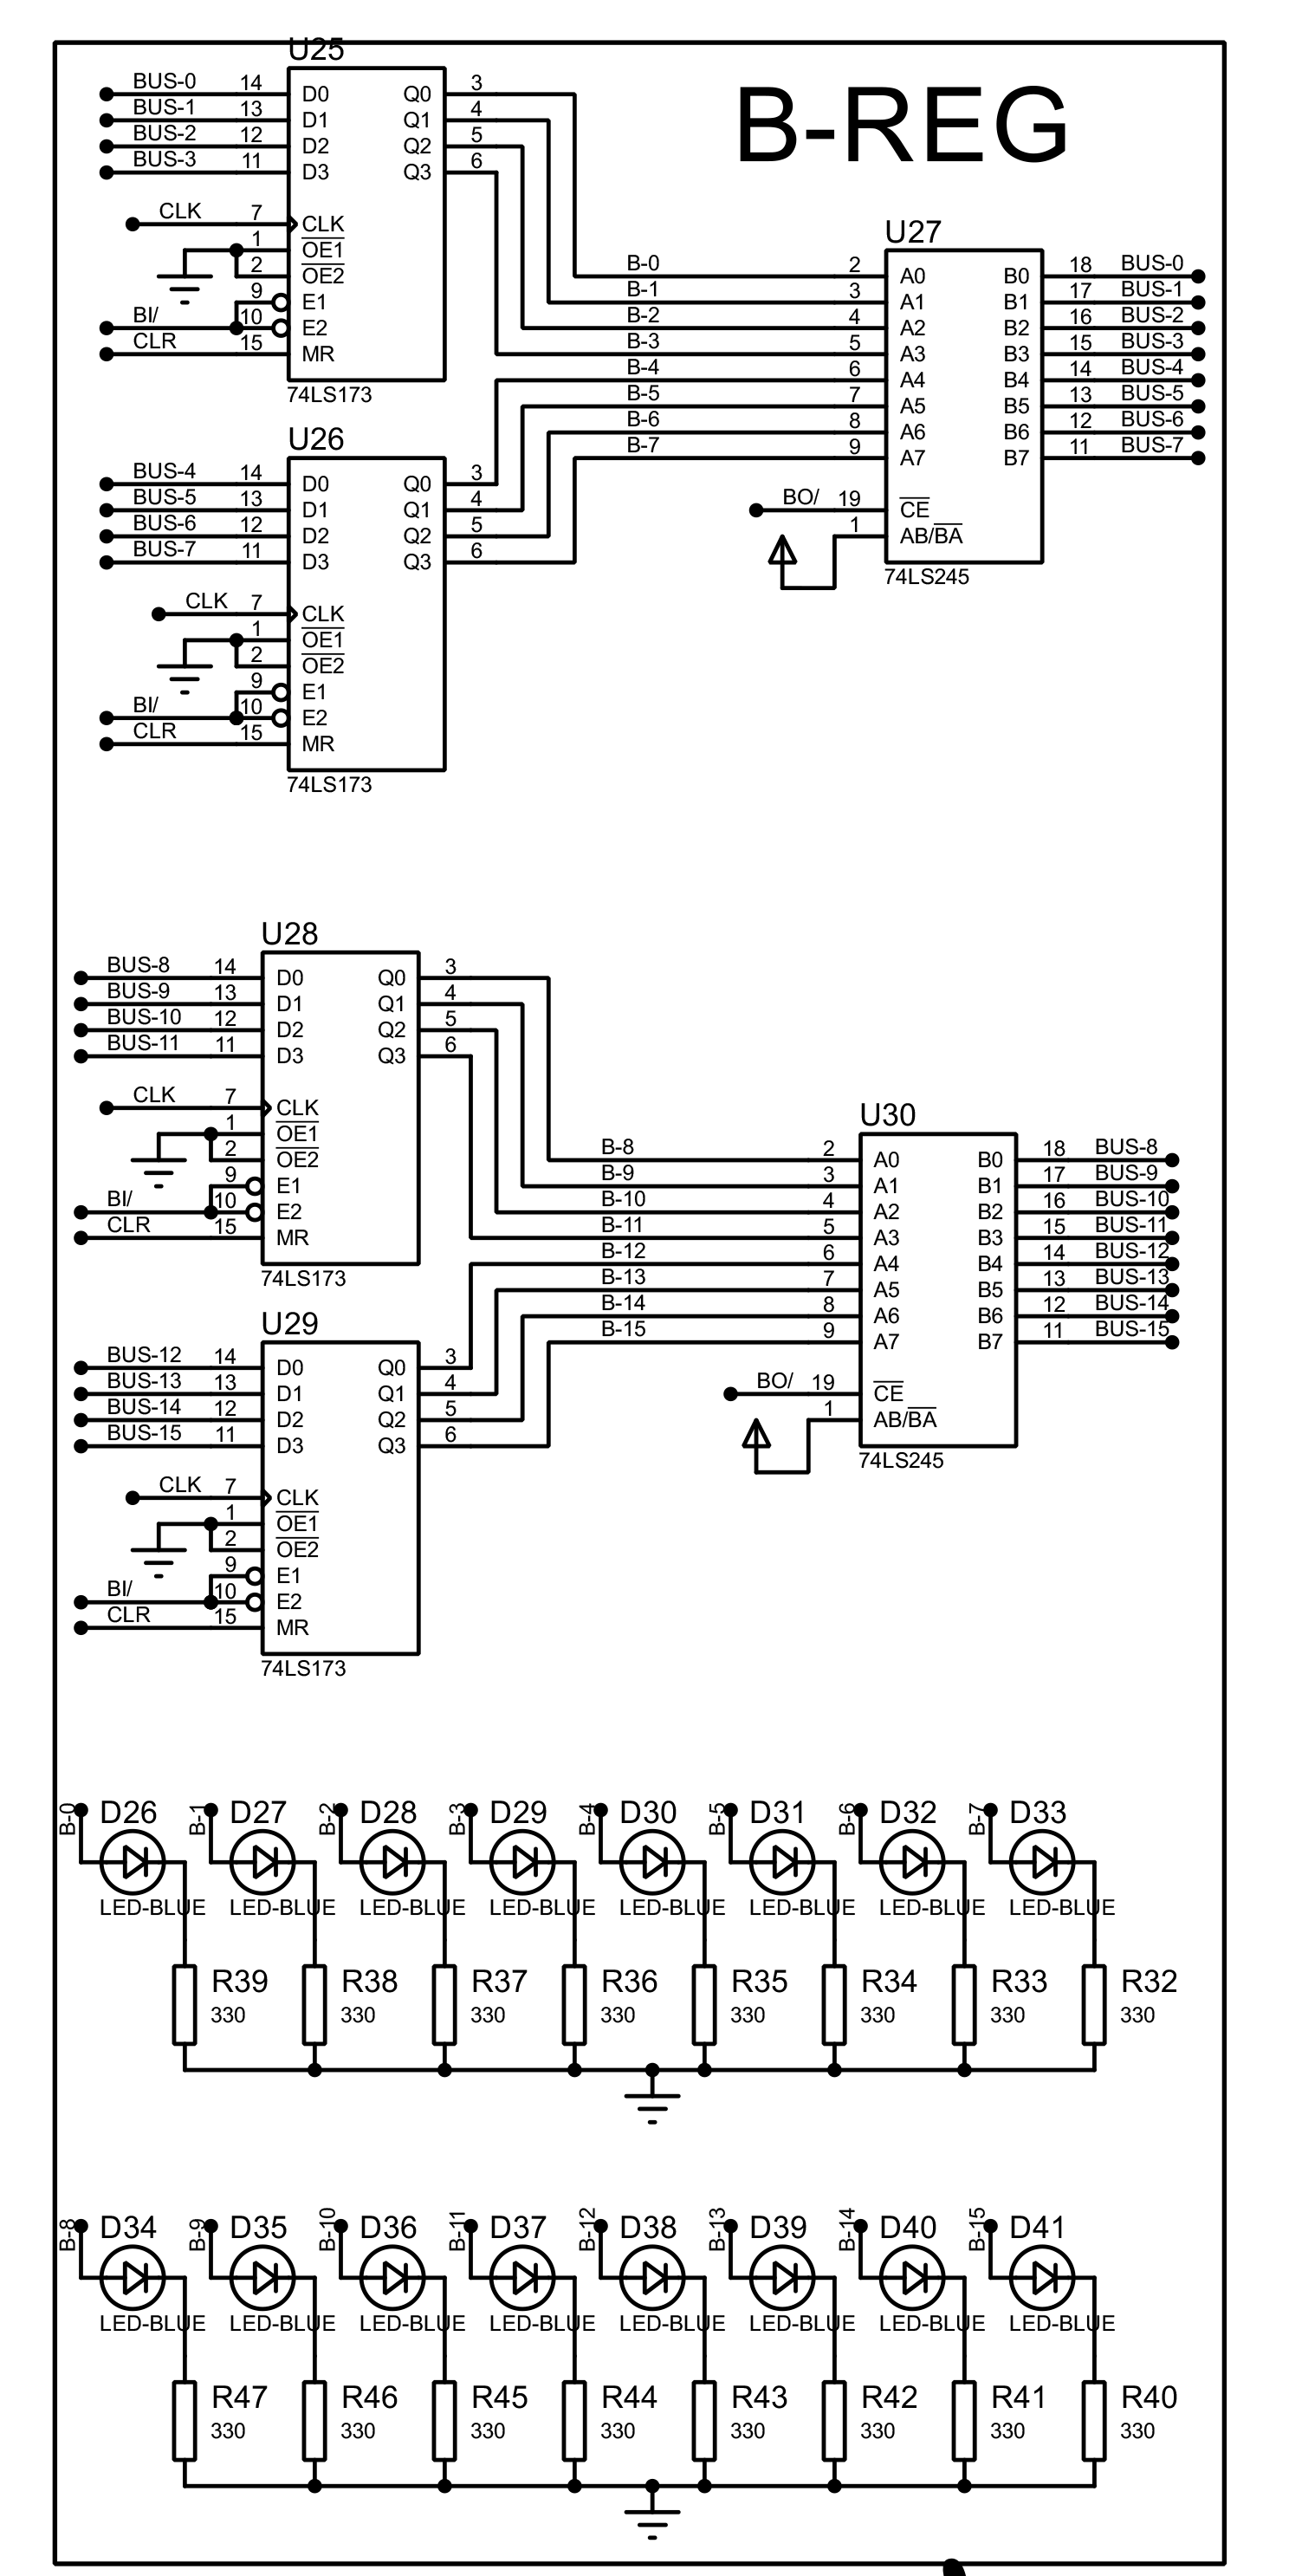 B-REG
U25
BUS-0 14 D0 Q0 3
BUS-1 13 D1 Q1 4
BUS-2 12 D2 Q2 5
BUS-3 11 D3 Q3 6
CLK 7 CLK
1 OE1
2 OE2
9 E1
BI/ 10 E2
CLR 15 MR
74LS173
U27
B-0 2 A0 B0 18 BUS-0
B-1 3 A1 B1 17 BUS-1
B-2 4 A2 B2 16 BUS-2
B-3 5 A3 B3 15 BUS-3
B-4 6 A4 B4 14 BUS-4
B-5 7 A5 B5 13 BUS-5
B-6 8 A6 B6 12 BUS-6
B-7 9 A7 B7 11 BUS-7
BO/ 19 CE
1 AB/BA
74LS245
U26
BUS-4 14 D0 Q0 3
BUS-5 13 D1 Q1 4
BUS-6 12 D2 Q2 5
BUS-7 11 D3 Q3 6
CLK 7 CLK
1 OE1
2 OE2
9 E1
BI/ 10 E2
CLR 15 MR
74LS173
U28
BUS-8 14 D0 Q0 3
BUS-9 13 D1 Q1 4
BUS-10 12 D2 Q2 5
BUS-11 11 D3 Q3 6
CLK 7 CLK
1 OE1
2 OE2
9 E1
BI/ 10 E2
CLR 15 MR
74LS173
U30
B-8 2 A0 B0 18 BUS-8
B-9 3 A1 B1 17 BUS-9
B-10 4 A2 B2 16 BUS-10
B-11 5 A3 B3 15 BUS-11
B-12 6 A4 B4 14 BUS-12
B-13 7 A5 B5 13 BUS-13
B-14 8 A6 B6 12 BUS-14
B-15 9 A7 B7 11 BUS-15
BO/ 19 CE
1 AB/BA
74LS245
U29
BUS-12 14 D0 Q0 3
BUS-13 13 D1 Q1 4
BUS-14 12 D2 Q2 5
BUS-15 11 D3 Q3 6
CLK 7 CLK
1 OE1
2 OE2
9 E1
BI/ 10 E2
CLR 15 MR
74LS173
B-0 D26 B-1 D27 B-2 D28 B-3 D29 B-4 D30 B-5 D31 B-6 D32 B-7 D33
LED-BLUE LED-BLUE LED-BLUE LED-BLUE LED-BLUE LED-BLUE LED-BLUE LED-BLUE
R39 R38 R37 R36 R35 R34 R33 R32
330 330 330 330 330 330 330 330
B-8 D34 B-9 D35 B-10 D36 B-11 D37 B-12 D38 B-13 D39 B-14 D40 B-15 D41
LED-BLUE LED-BLUE LED-BLUE LED-BLUE LED-BLUE LED-BLUE LED-BLUE LED-BLUE
R47 R46 R45 R44 R43 R42 R41 R40
330 330 330 330 330 330 330 330